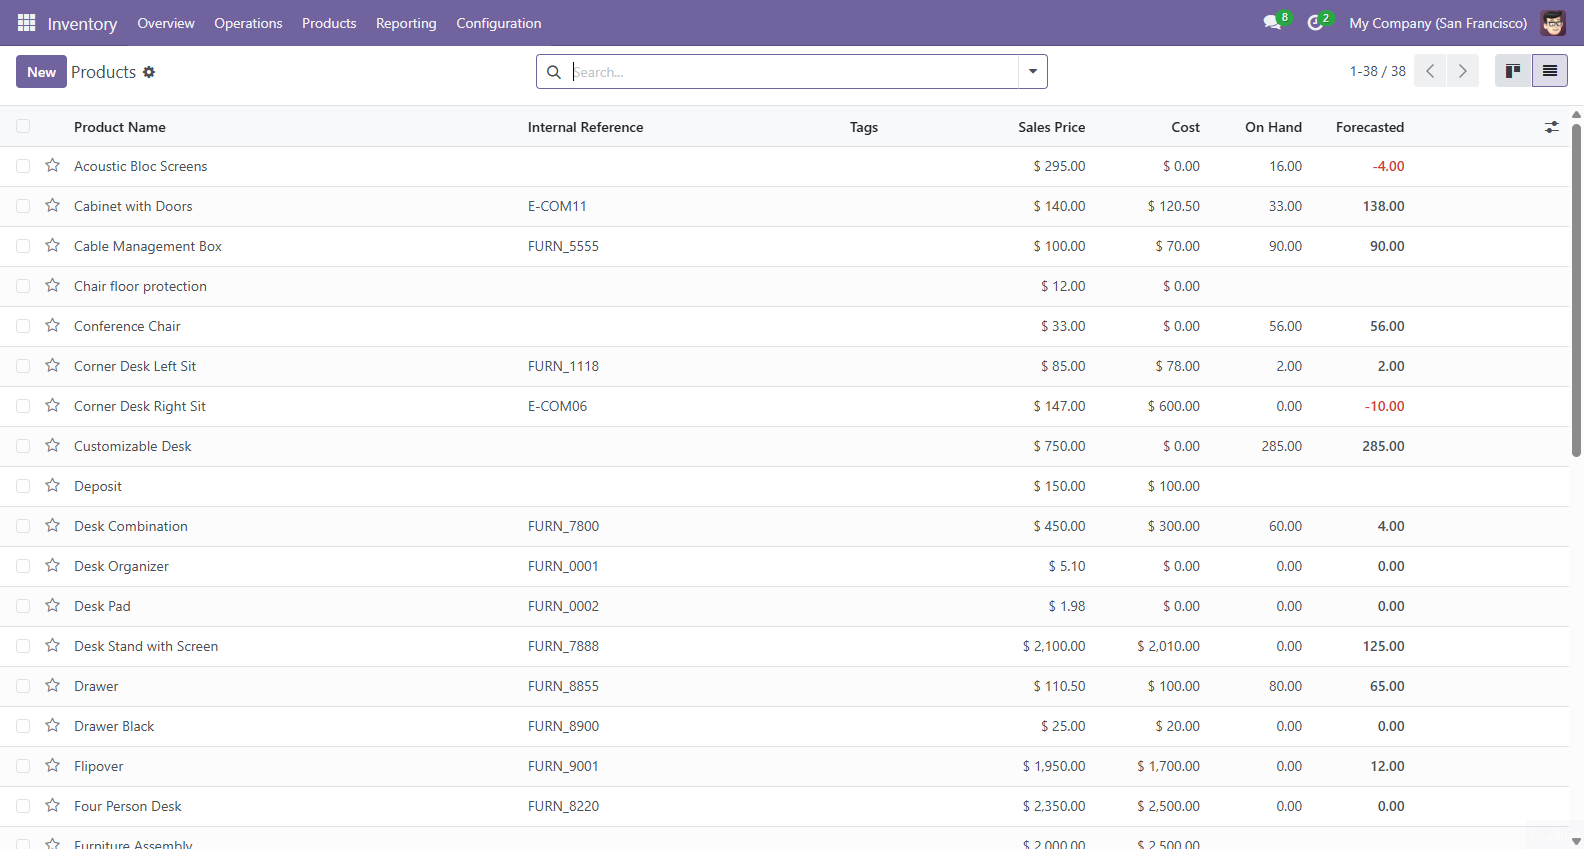 Inventory Overview Operations Products Reporting Configuration 8 2 My Company (San Francisco)
New Products Search... 1-38 / 38
Product Name Internal Reference Tags Sales Price Cost On Hand Forecasted
Acoustic Bloc Screens $ 295.00 $ 0.00 16.00 -4.00
Cabinet with Doors E-COM11 $ 140.00 $ 120.50 33.00 138.00
Cable Management Box FURN_5555 $ 100.00 $ 70.00 90.00 90.00
Chair floor protection $ 12.00 $ 0.00
Conference Chair $ 33.00 $ 0.00 56.00 56.00
Corner Desk Left Sit FURN_1118 $ 85.00 $ 78.00 2.00 2.00
Corner Desk Right Sit E-COM06 $ 147.00 $ 600.00 0.00 -10.00
Customizable Desk $ 750.00 $ 0.00 285.00 285.00
Deposit $ 150.00 $ 100.00
Desk Combination FURN_7800 $ 450.00 $ 300.00 60.00 4.00
Desk Organizer FURN_0001 $ 5.10 $ 0.00 0.00 0.00
Desk Pad FURN_0002 $ 1.98 $ 0.00 0.00 0.00
Desk Stand with Screen FURN_7888 $ 2,100.00 $ 2,010.00 0.00 125.00
Drawer FURN_8855 $ 110.50 $ 100.00 80.00 65.00
Drawer Black FURN_8900 $ 25.00 $ 20.00 0.00 0.00
Flipover FURN_9001 $ 1,950.00 $ 1,700.00 0.00 12.00
Four Person Desk FURN_8220 $ 2,350.00 $ 2,500.00 0.00 0.00
Furniture Assembly $ 2,000.00 $ 2,500.00